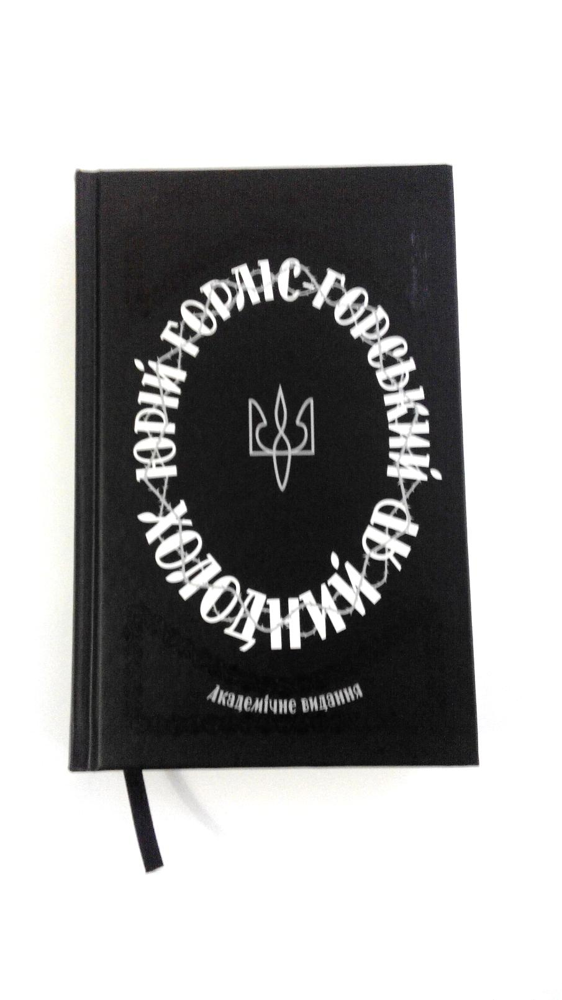 ЮРІЙ ГОРЛІС-ГОРСЬКИЙ
ХОЛОДНИЙ ЯР
Академічне видання